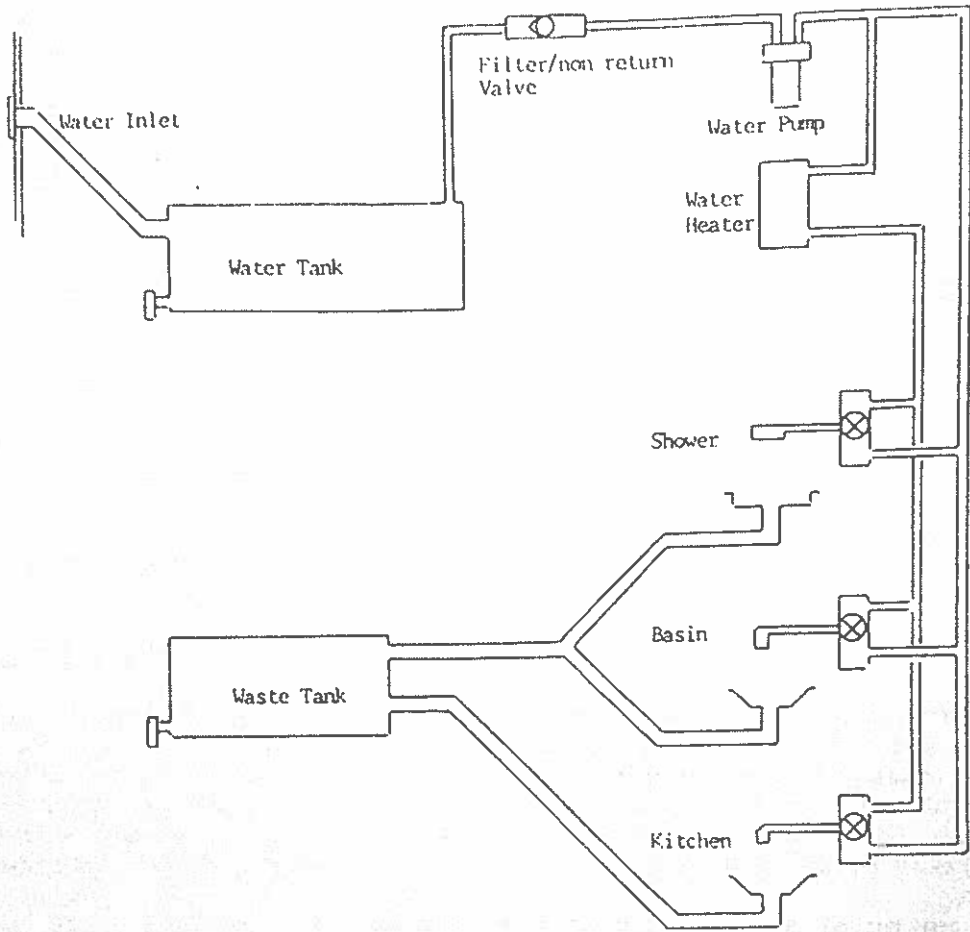 Filter/non return
Valve
Water Inlet
Water Pump
Water
Heater
Water Tank
Shower
Basin
Waste Tank
Kitchen